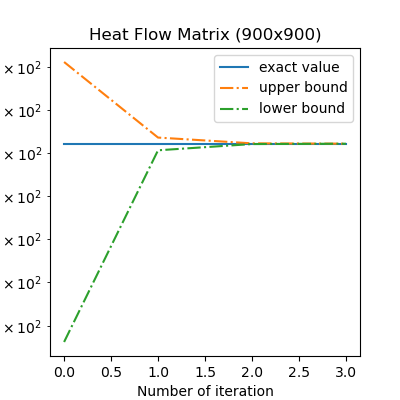 Heat Flow Matrix (900x900)
exact value
upper bound
lower bound
× 10²
× 10²
× 10²
× 10²
× 10²
× 10²
× 10²
0.0 0.5 1.0 1.5 2.0 2.5 3.0
Number of iteration